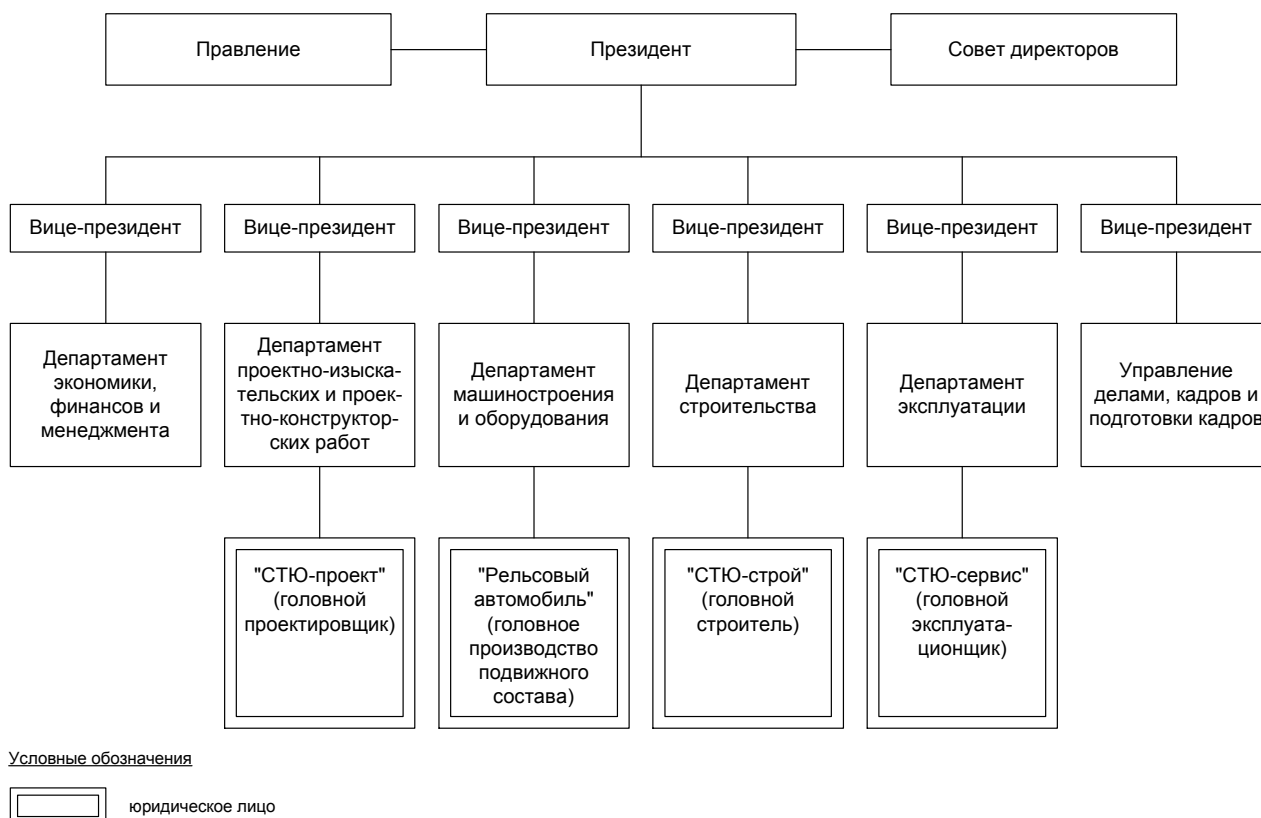 Правление
Президент
Совет директоров
Вице-президент
Вице-президент
Вице-президент
Вице-президент
Вице-президент
Вице-президент
Департамент
экономики,
финансов и
менеджмента
Департамент
проектно-изыска-
тельских и проек-
тно-конструктор-
ских работ
Департамент
машиностроения
и оборудования
Департамент
строительства
Департамент
эксплуатации
Управление
делами, кадров и
подготовки кадров
"СТЮ-проект"
(головной
проектировщик)
"Рельсовый
автомобиль"
(головное
производство
подвижного
состава)
"СТЮ-строй"
(головной
строитель)
"СТЮ-сервис"
(головной
эксплуата-
ционщик)
Условные обозначения
юридическое лицо